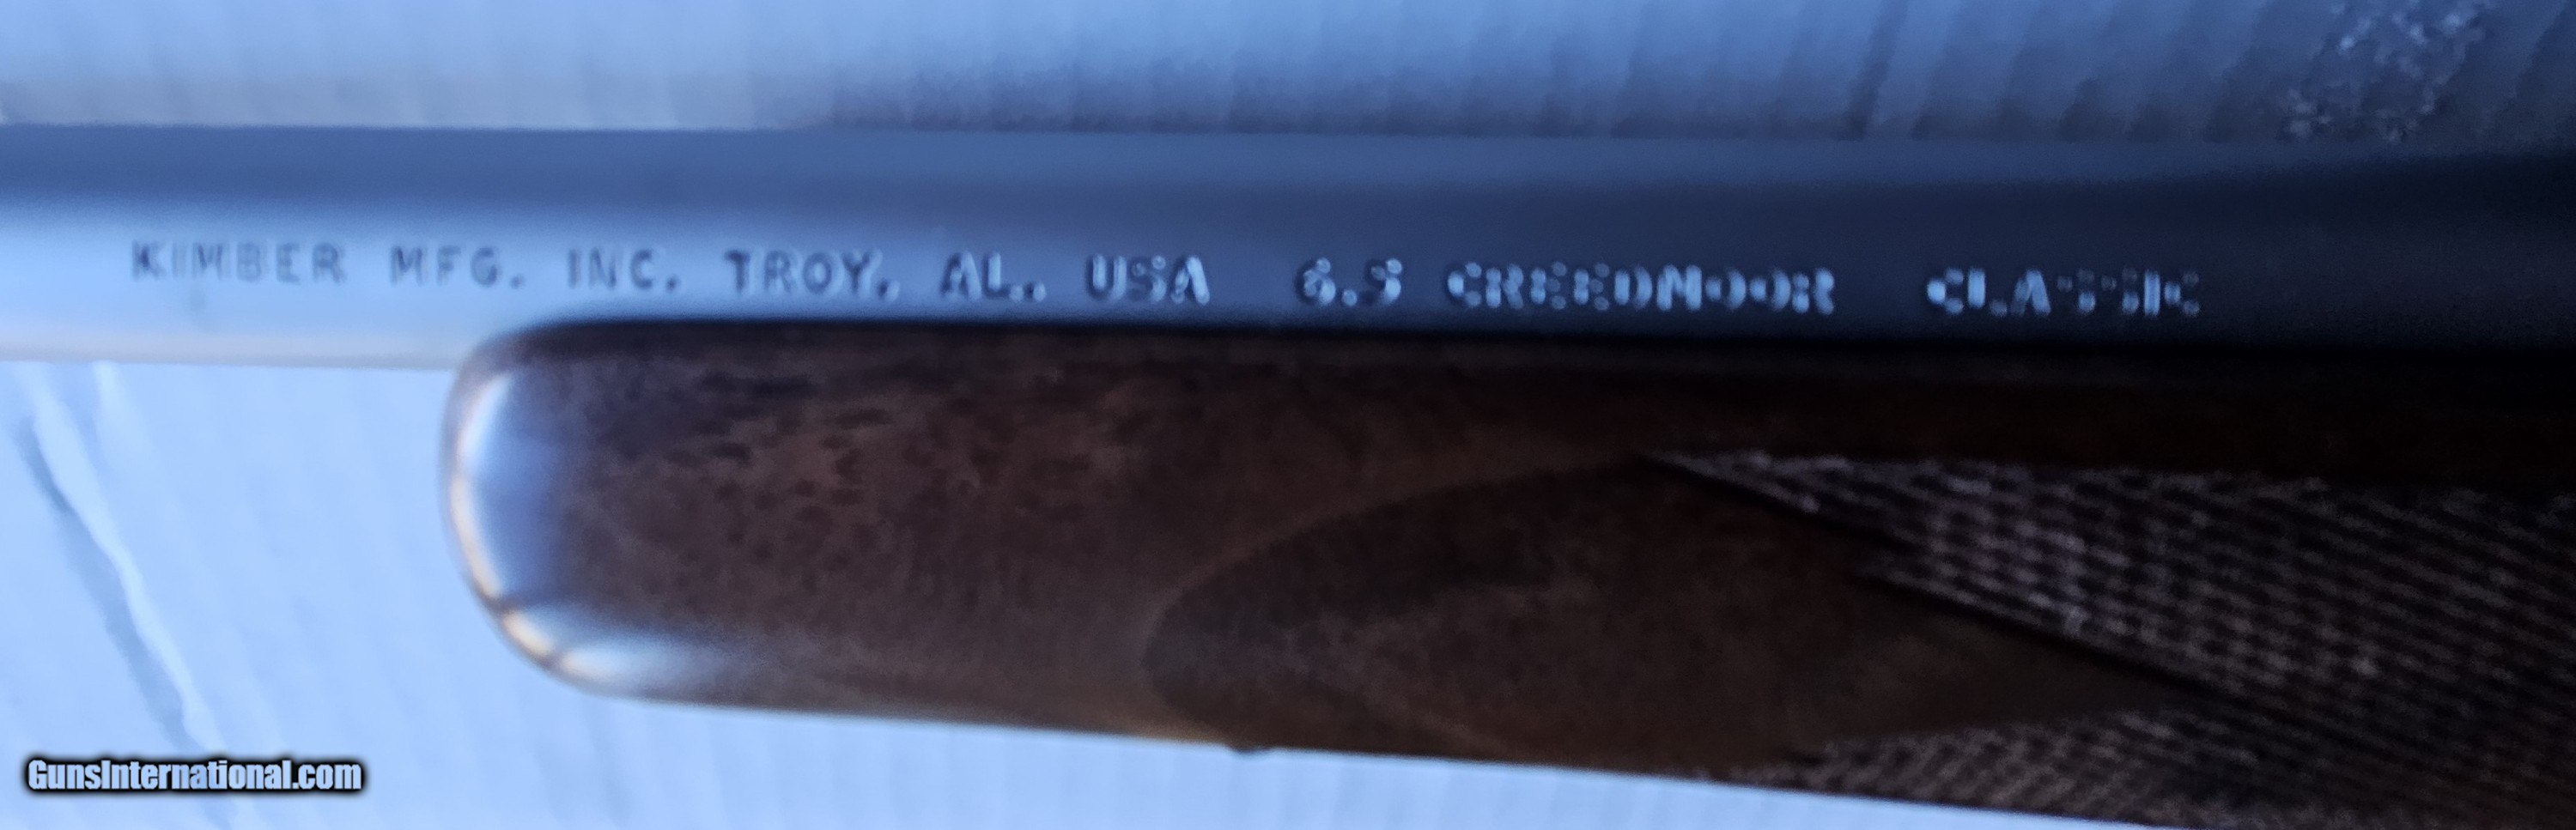 KIMBER MFG. INC. TROY, AL., USA 6.5 CREEDMOOR CLASSIC
GunsInternational.com